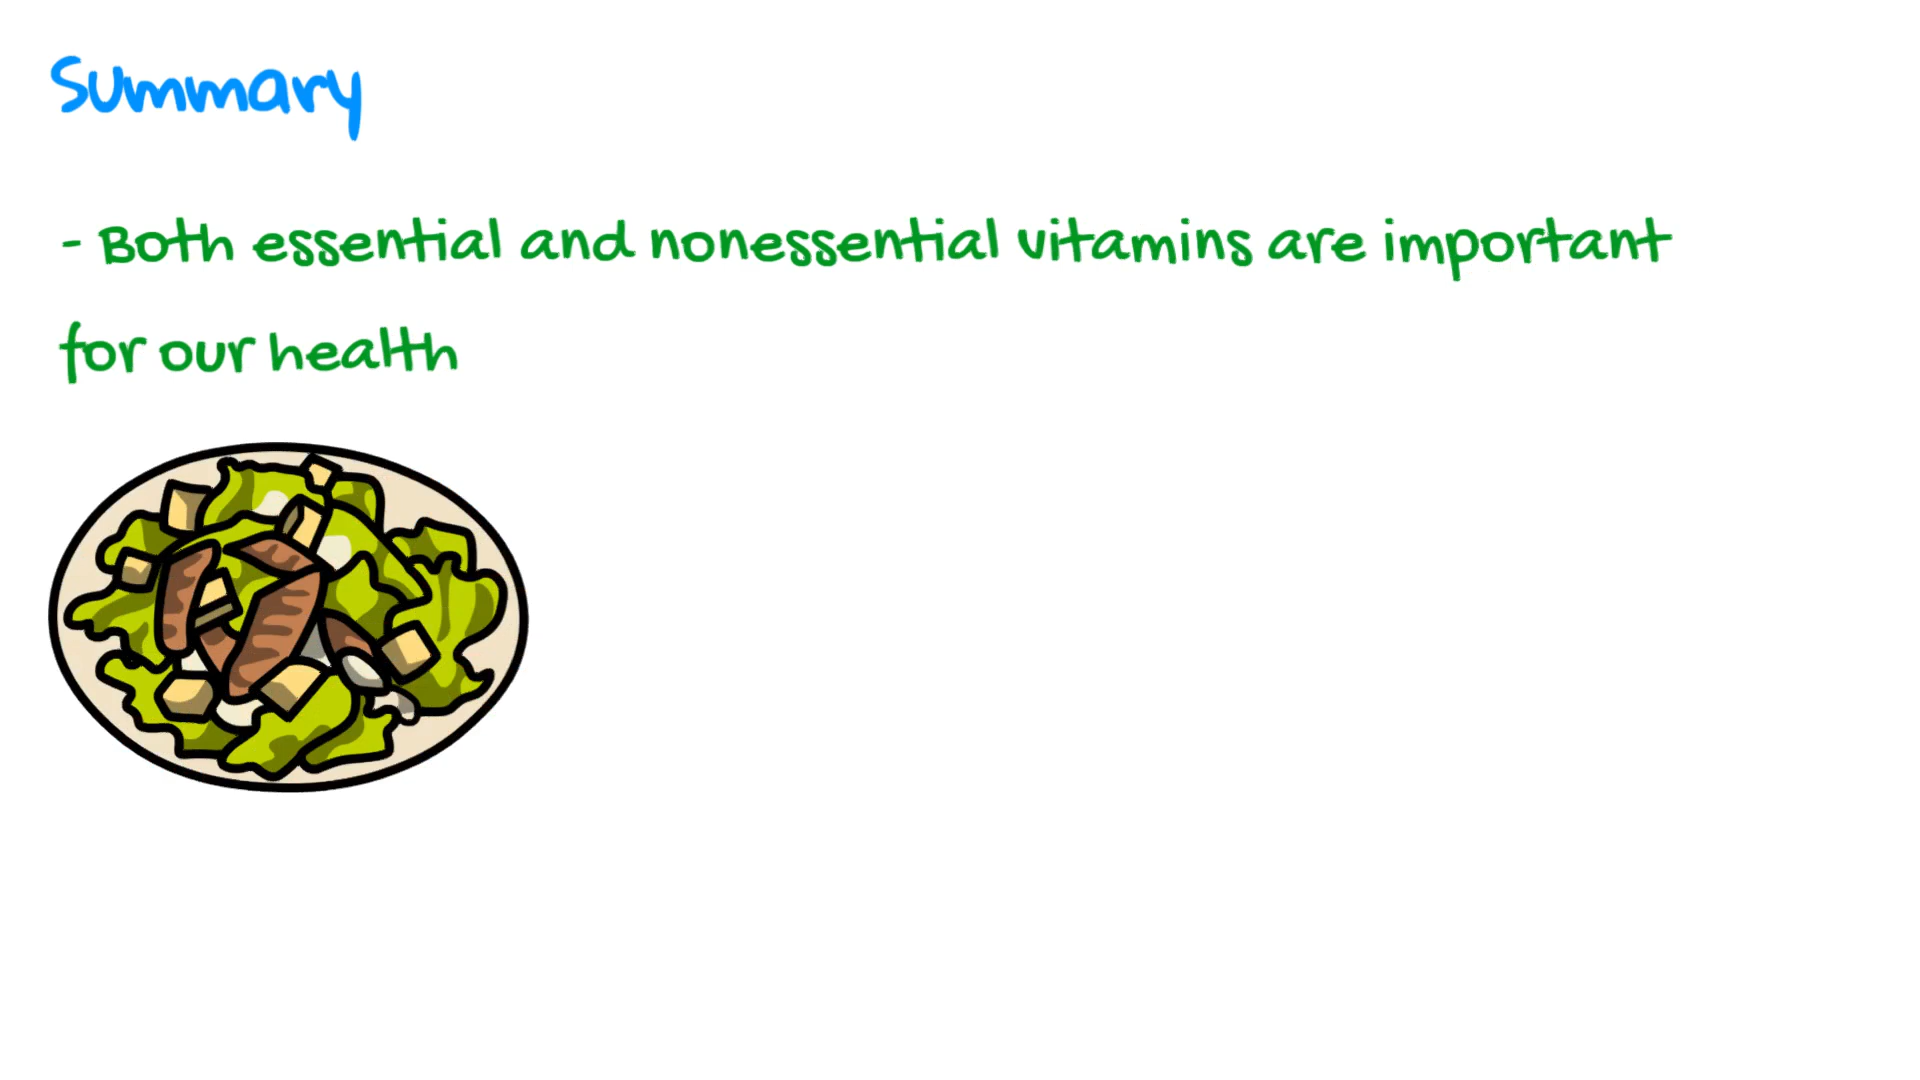 Summary
- Both essential and nonessential vitamins are important
for our health